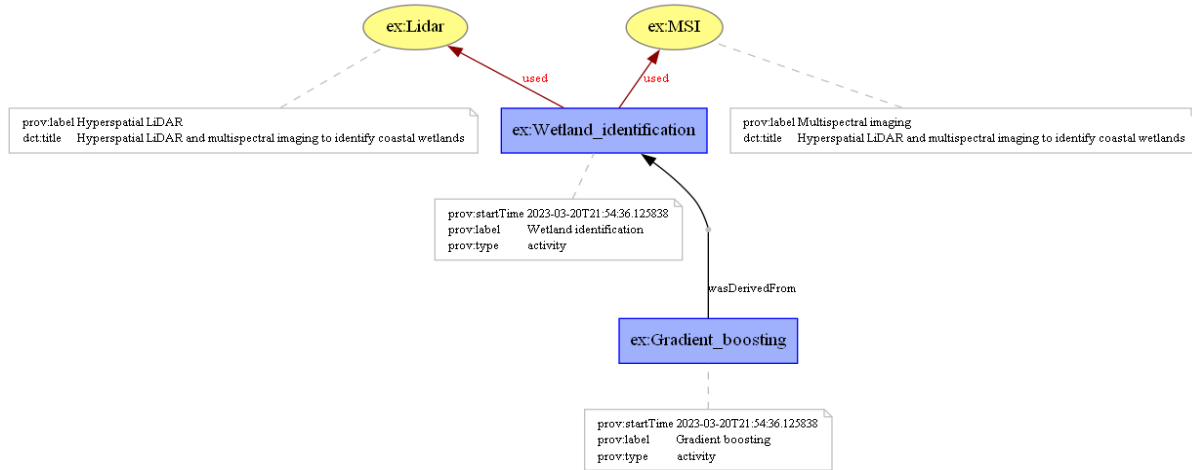 ex:Lidar
ex:MSI
used
used
prov:label Hyperspatial LiDAR
dct:title Hyperspatial LiDAR and multispectral imaging to identify coastal wetlands
ex:Wetland_identification
prov:label Multispectral imaging
dct:title Hyperspatial LiDAR and multispectral imaging to identify coastal wetlands
prov:startTime 2023-03-20T21:54:36.125838
prov:label Wetland identification
prov:type activity
wasDerivedFrom
ex:Gradient_boosting
prov:startTime 2023-03-20T21:54:36.125838
prov:label Gradient boosting
prov:type activity